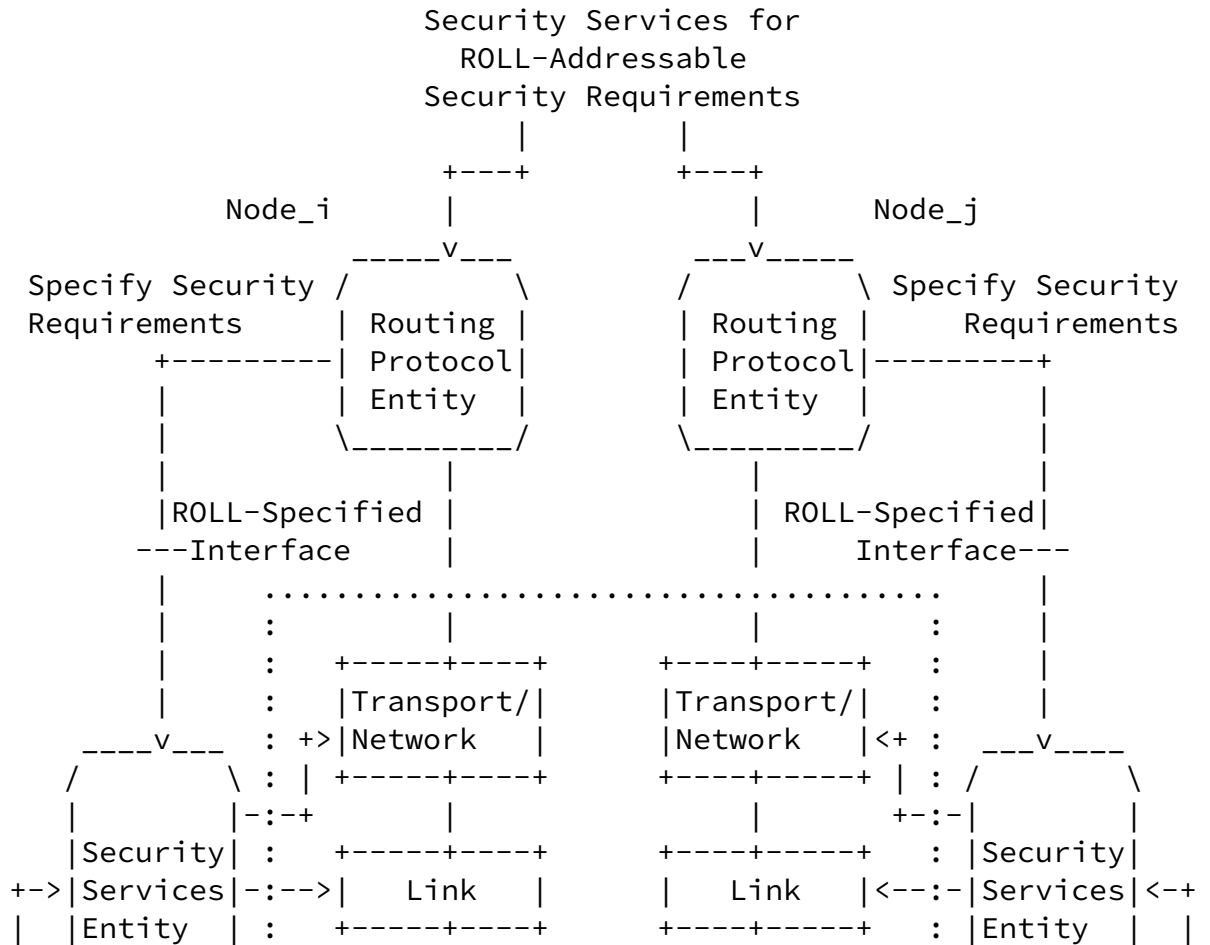 Security Services for
ROLL-Addressable
Security Requirements
Node_i Node_j
Specify Security Specify Security
Requirements Routing Routing Requirements
Protocol Protocol
Entity Entity
ROLL-Specified ROLL-Specified
Interface Interface
Transport/ Transport/
Network Network
Security Security
Services Link Link Services
Entity Entity